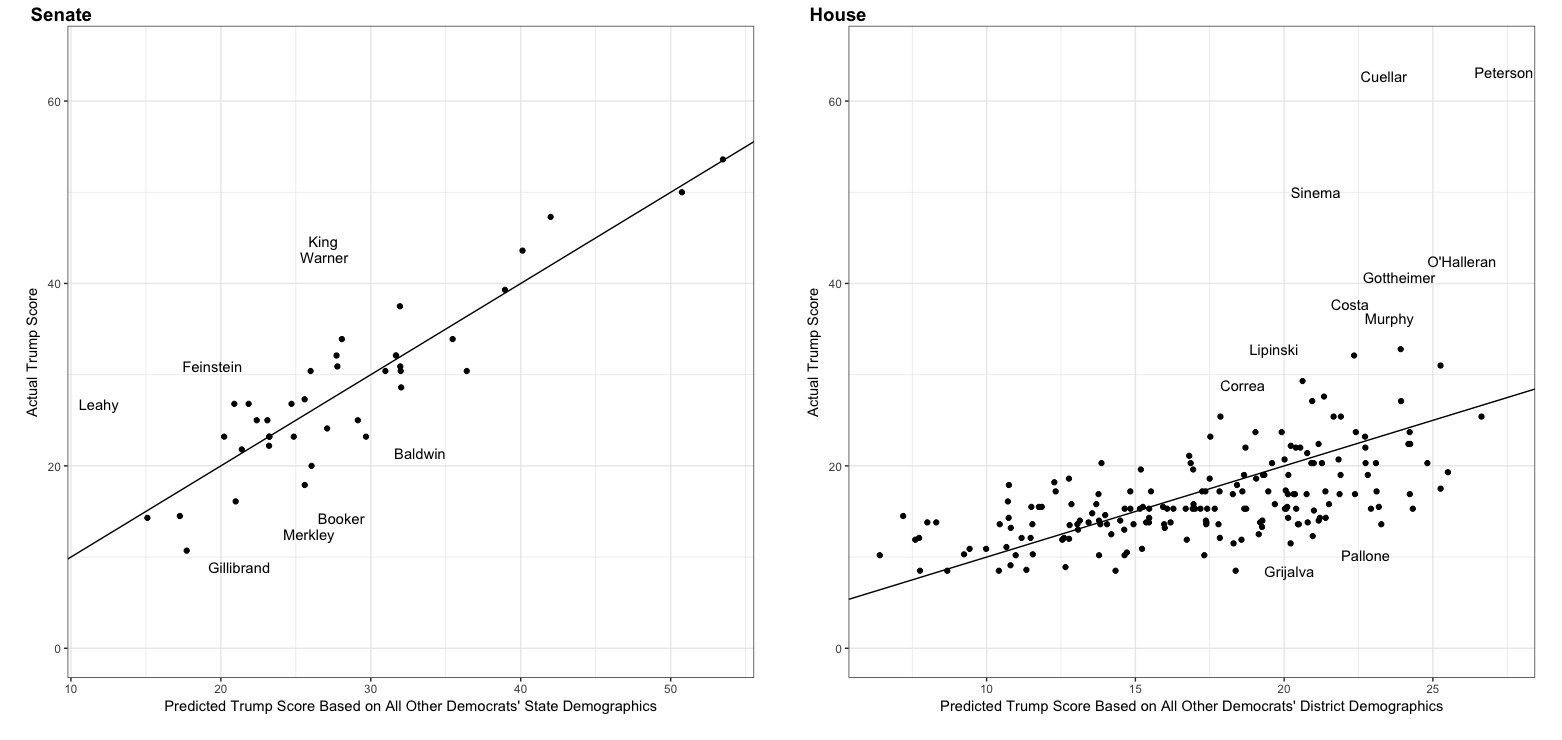 Senate
60
40
20
0
Actual Trump Score
King
Warner
Feinstein
Leahy
Baldwin
Booker
Merkley
Gillibrand
10
20
30
40
50
Predicted Trump Score Based on All Other Democrats' State Demographics
House
60
40
20
0
Actual Trump Score
Peterson
Cuellar
Sinema
O'Halleran
Gottheimer
Costa
Murphy
Lipinski
Correa
Pallone
Grijalva
10
15
20
25
Predicted Trump Score Based on All Other Democrats' District Demographics